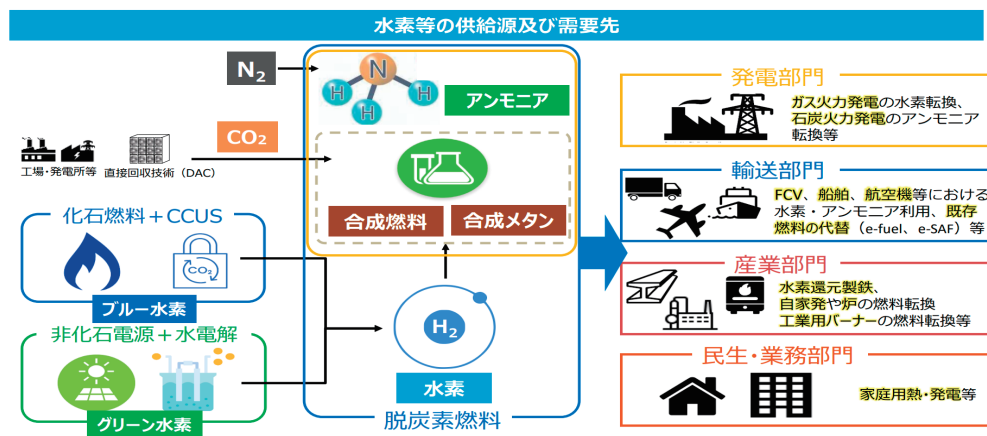 水素等の供給源及び需要先
N₂
N
H
H
H
アンモニア
CO₂
工場・発電所等 直接回収技術（DAC）
合成燃料
合成メタン
化石燃料＋CCUS
CO₂
ブルー水素
非化石電源＋水電解
グリーン水素
H₂
水素
脱炭素燃料
発電部門
ガス火力発電の水素転換、
石炭火力発電のアンモニア
転換等
輸送部門
FCV、船舶、航空機等における
水素・アンモニア利用、既存
燃料の代替（e-fuel、e-SAF）等
産業部門
水素還元製鉄、
自家発や炉の燃料転換
工業用バーナーの燃料転換等
民生・業務部門
家庭用熱・発電等